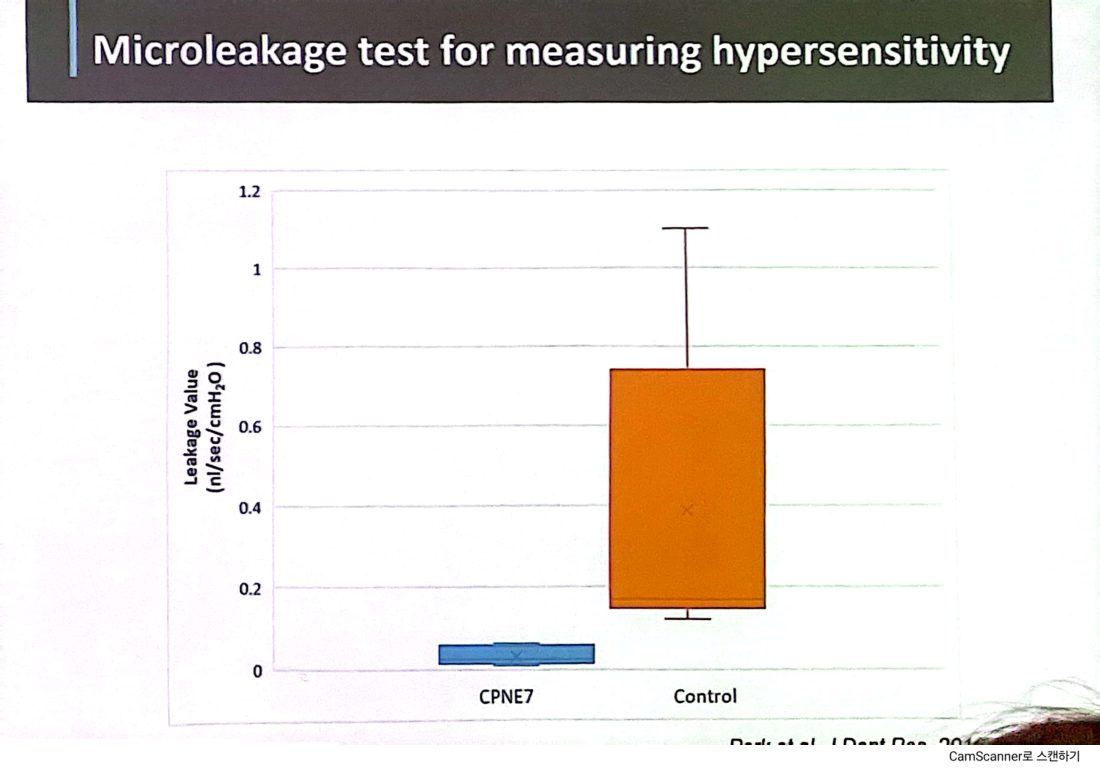 Microleakage test for measuring hypersensitivity
1.2
1
0.8
0.6
0.4
0.2
0
Leakage Value
(nl/sec/cmH₂O)
CPNE7
Control
CamScanner로 스캔하기